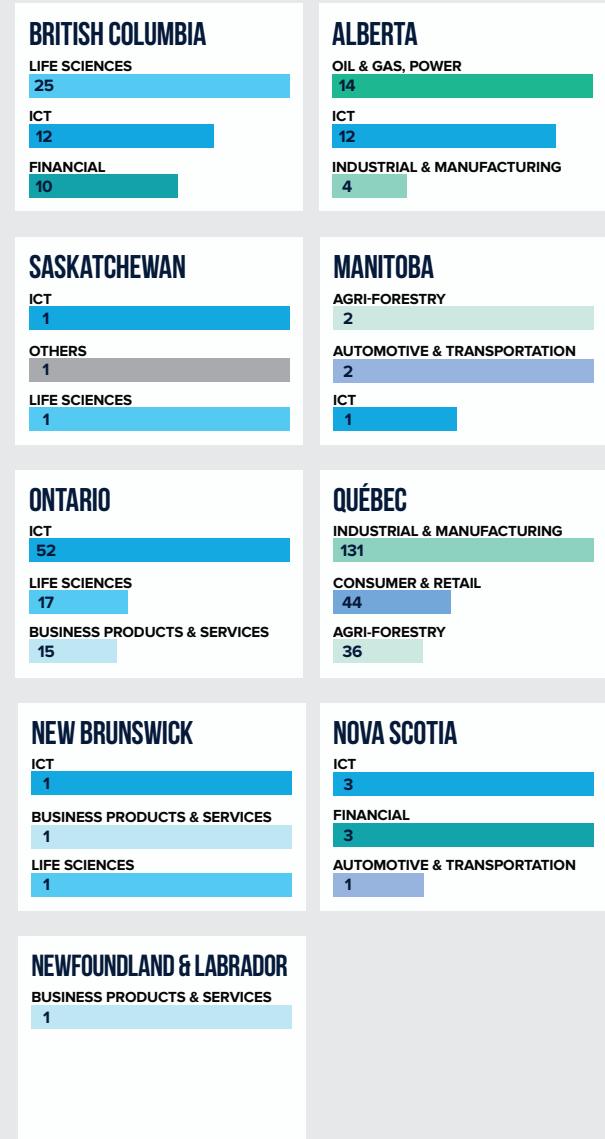 BRITISH COLUMBIA
LIFE SCIENCES
25
ICT
12
FINANCIAL
10
ALBERTA
OIL & GAS, POWER
14
ICT
12
INDUSTRIAL & MANUFACTURING
4
SASKATCHEWAN
ICT
1
OTHERS
1
LIFE SCIENCES
1
MANITOBA
AGRI-FORESTRY
2
AUTOMOTIVE & TRANSPORTATION
2
ICT
1
ONTARIO
ICT
52
LIFE SCIENCES
17
BUSINESS PRODUCTS & SERVICES
15
QUÉBEC
INDUSTRIAL & MANUFACTURING
131
CONSUMER & RETAIL
44
AGRI-FORESTRY
36
NEW BRUNSWICK
ICT
1
BUSINESS PRODUCTS & SERVICES
1
LIFE SCIENCES
1
NOVA SCOTIA
ICT
3
FINANCIAL
3
AUTOMOTIVE & TRANSPORTATION
1
NEWFOUNDLAND & LABRADOR
BUSINESS PRODUCTS & SERVICES
1